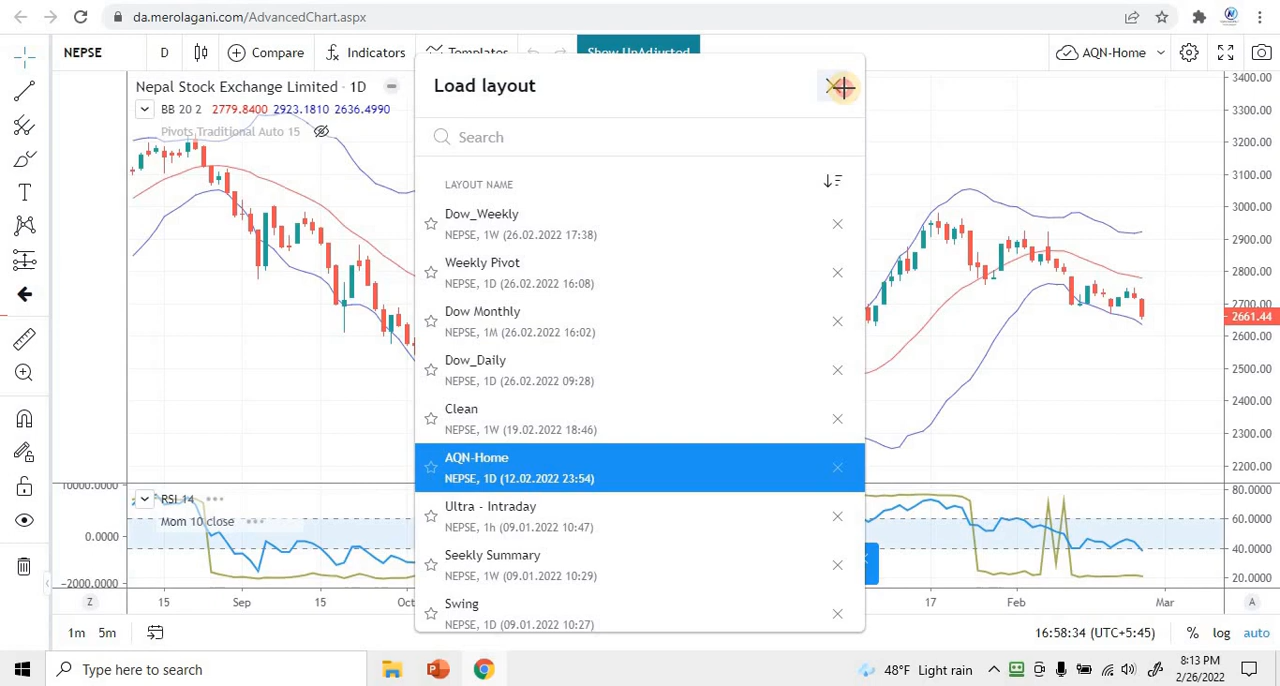 da.merolagani.com/AdvancedChart.aspx
NEPSE
D
Compare
Indicators
Templates
Show UnAdjusted
AQN-Home
Nepal Stock Exchange Limited • 1D
BB 20 2 2779.8400 2923.1810 2636.4990
Pivots Traditional Auto 15
Load layout
Search
LAYOUT NAME
Dow_Weekly
NEPSE, 1W (26.02.2022 17:38)
Weekly Pivot
NEPSE, 1D (26.02.2022 16:08)
Dow Monthly
NEPSE, 1M (26.02.2022 16:02)
Dow_Daily
NEPSE, 1D (26.02.2022 09:28)
Clean
NEPSE, 1W (19.02.2022 18:46)
AQN-Home
NEPSE, 1D (12.02.2022 23:54)
Ultra - Intraday
NEPSE, 1h (09.01.2022 10:47)
Seekly Summary
NEPSE, 1W (09.01.2022 10:29)
Swing
NEPSE, 1D (09.01.2022 10:27)
3400.00
3300.00
3200.00
3100.00
3000.00
2900.00
2800.00
2700.00
2661.44
2600.00
2500.00
2400.00
2300.00
2200.00
RSI 14
Mom 10 close
10000.0000
0.0000
−2000.0000
80.0000
60.0000
40.0000
20.0000
Z
15
Sep
15
Oct
17
Feb
Mar
A
1m
5m
16:58:34 (UTC+5:45)
%
log
auto
Type here to search
48°F Light rain
8:13 PM
2/26/2022